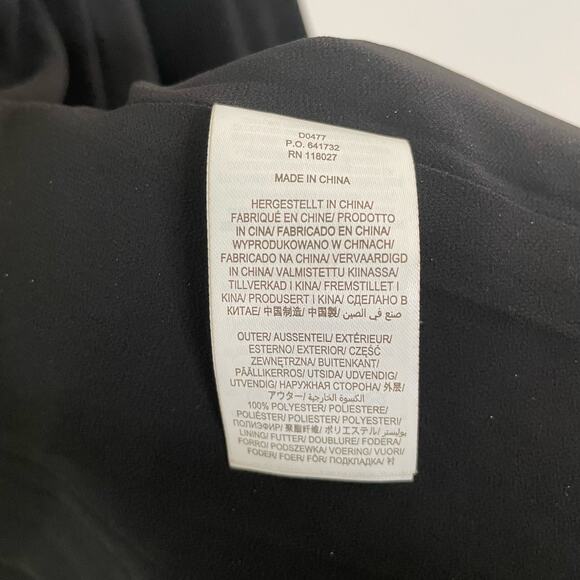 D0477
P.O. 641732
RN 118027
MADE IN CHINA
HERGESTELLT IN CHINA/
FABRIQUÉ EN CHINE/ PRODOTTO
IN CINA/ FABRICADO EN CHINA/
WYPRODUKOWANO W CHINACH/
FABRICADO NA CHINA/ VERVAARDIGD
IN CHINA/ VALMISTETTU KIINASSA/
TILLVERKAD I KINA/ FREMSTILLET I
KINA/ PRODUSERT I KINA/ СДЕЛАНО В
КИТАЕ/ 中国制造/ 中国製/ صنع في الصين/
OUTER/ AUSSENTEIL/ EXTÉRIEUR/
ESTERNO/ EXTERIOR/ CZĘŚĆ
ZEWNĘTRZNA/ BUITENKANT/
PÄÄLLIKERROS/ UTSIDA/ UDVENDIG/
UTVENDIG/ НАРУЖНАЯ СТОРОНА/ 外层/
アウター/ الكسوة الخارجية/
100% POLYESTER/ POLIESTERE/
POLIÉSTER/ POLIESTER/ POLYESTERI/
ПОЛИЭФИР/ 聚酯纤维/ ポリエステル/ بوليستر/
LINING/ FUTTER/ DOUBLURE/ FODERA/
FORRO/ PODSZEWKA/ VOERING/ VUORI/
FODER/ FOER/ FÔR/ ПОДКЛАДКА/ 衬